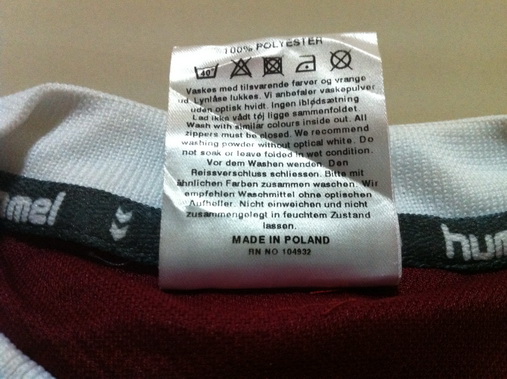 100% POLYESTER
40°
Vaskes med tilsvarende farver og vrange
ud. Lynlåse lukkes. Vi anbefaler vaskepulver
uden optisk hvidt. Ingen iblødsætning
Lad ikke vådt tøj ligge sammenfoldet.
Wash with similar colours inside out. All
zippers must be closed. We recommend
washing powder without optical white. Do
not soak or leave folded in wet condition.
Vor dem Waschen wenden. Den
Reissverschluss schliessen. Bitte mit
ähnlichen Farben zusammen waschen. Wir
empfehlen Waschmittel ohne optischen
Aufheller. Nicht einweichen und nicht
zusammengelegt in feuchtem Zustand
lassen.
MADE IN POLAND
RN NO 104932
mmel
hum